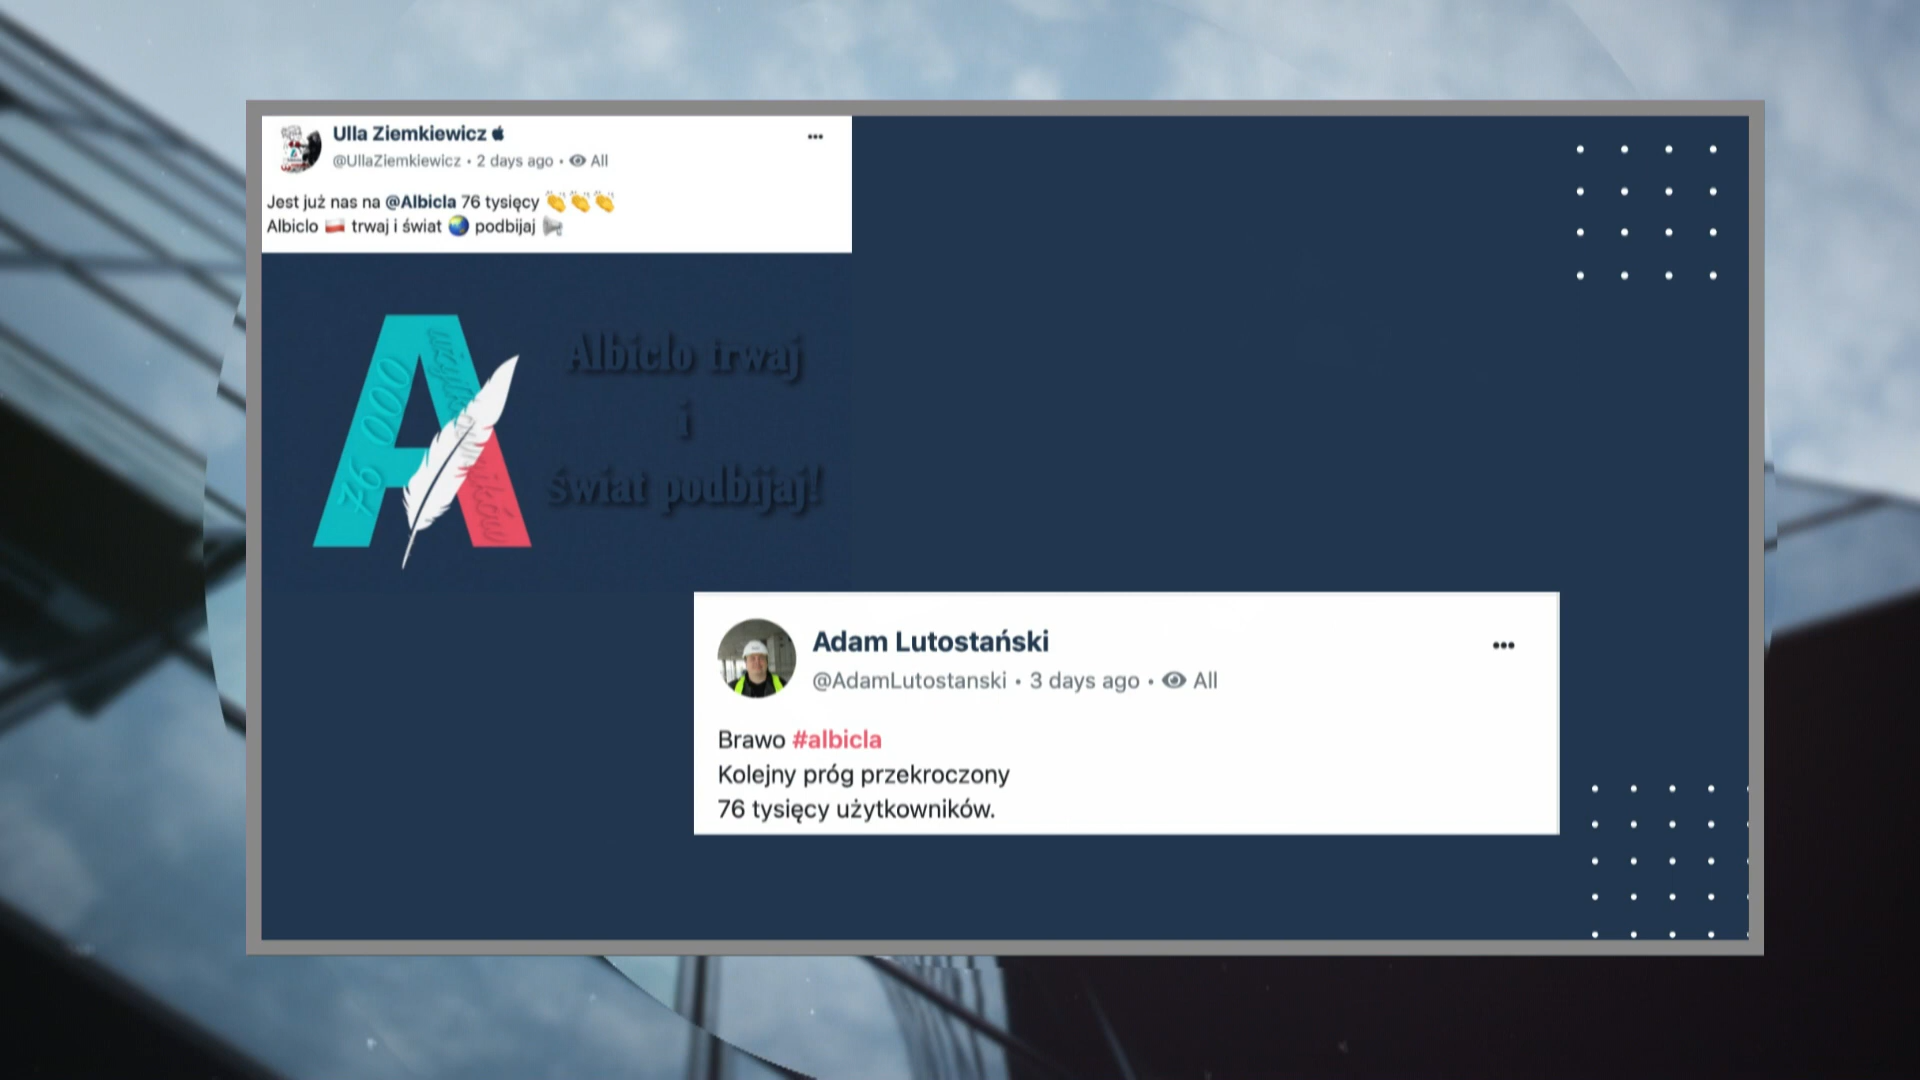 Ulla Ziemkiewicz
@UllaZiemkiewicz • 2 days ago • All
Jest już nas na @Albicla 76 tysięcy 👏👏👏
Albiclo 🇵🇱 trwaj i świat 🌏 podbijaj 📢
76 000
użytkowników
Albiclo trwaj
i
świat podbijaj!
Adam Lutostański
@AdamLutostanski • 3 days ago • All
Brawo #albicla
Kolejny próg przekroczony
76 tysięcy użytkowników.